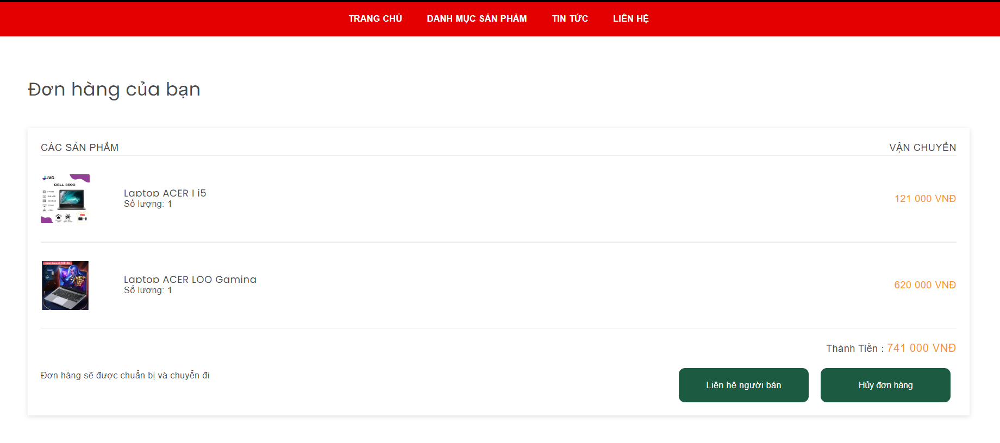 TRANG CHỦ DANH MỤC SẢN PHẨM TIN TỨC LIÊN HỆ
Đơn hàng của bạn
CÁC SẢN PHẨM VẬN CHUYỂN
JVC
DELL 3590
Laptop ACER I i5
Số lượng: 1
121 000 VNĐ
Laptop ACER LOO Gaming
Số lượng: 1
620 000 VNĐ
Thành Tiền : 741 000 VNĐ
Đơn hàng sẽ được chuẩn bị và chuyển đi
Liên hệ người bán Hủy đơn hàng